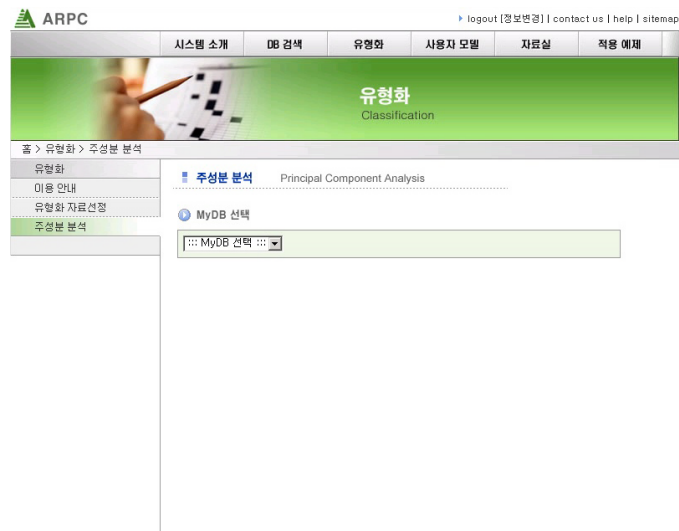 ARPC
logout [정보변경] | contact us | help | sitemap
시스템 소개 DB 검색 유형화 사용자 모델 자료실 적용 예제
유형화
Classification
홈 > 유형화 > 주성분 분석
유형화
이용 안내
유형화 자료선정
주성분 분석
주성분 분석 Principal Component Analysis
MyDB 선택
::: MyDB 선택 :::